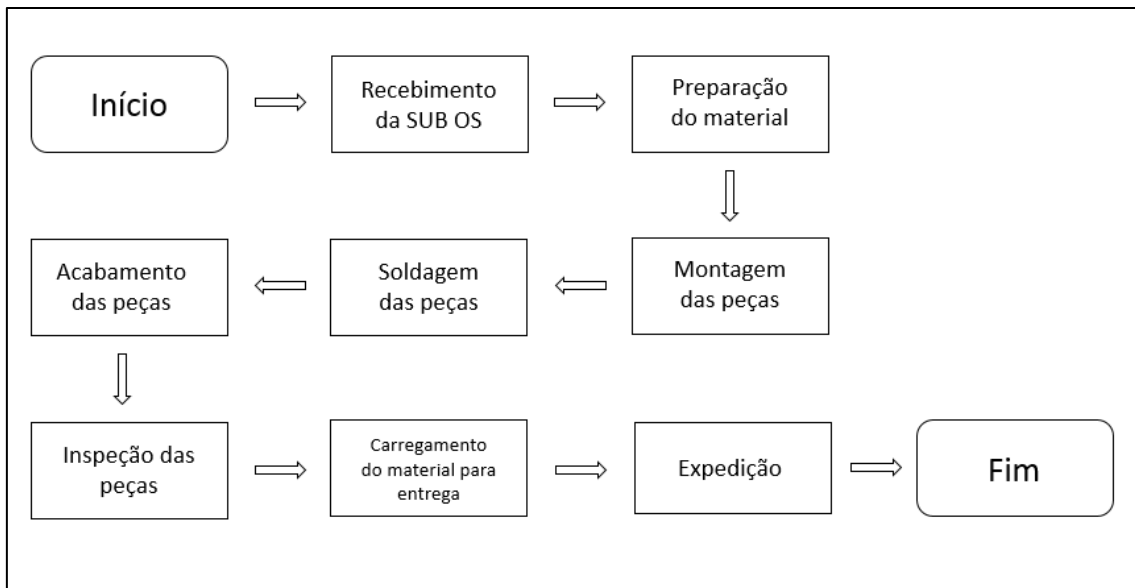 Início
Recebimento
da SUB OS
Preparação
do material
Montagem
das peças
Soldagem
das peças
Acabamento
das peças
Inspeção das
peças
Carregamento
do material para
entrega
Expedição
Fim